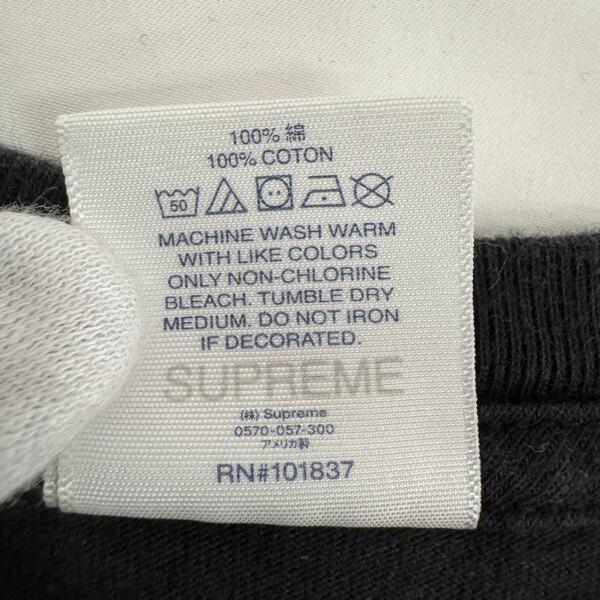 100% 綿
100% COTON
50
MACHINE WASH WARM
WITH LIKE COLORS
ONLY NON-CHLORINE
BLEACH. TUMBLE DRY
MEDIUM. DO NOT IRON
IF DECORATED.
SUPREME
(株) Supreme
0570-057-300
アメリカ製
RN#101837